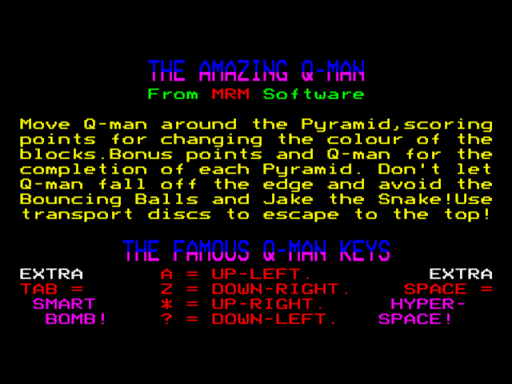 THE AMAZING Q-MAN
From MRM Software
Move Q-man around the Pyramid,scoring
points for changing the colour of the
blocks.Bonus points and Q-man for the
completion of each Pyramid. Don't let
Q-man fall off the edge and avoid the
Bouncing Balls and Jake the Snake!Use
transport discs to escape to the top!
THE FAMOUS Q-MAN KEYS
EXTRA A = UP-LEFT. EXTRA
TAB = Z = DOWN-RIGHT. SPACE =
SMART * = UP-RIGHT. HYPER-
BOMB! ? = DOWN-LEFT. SPACE!